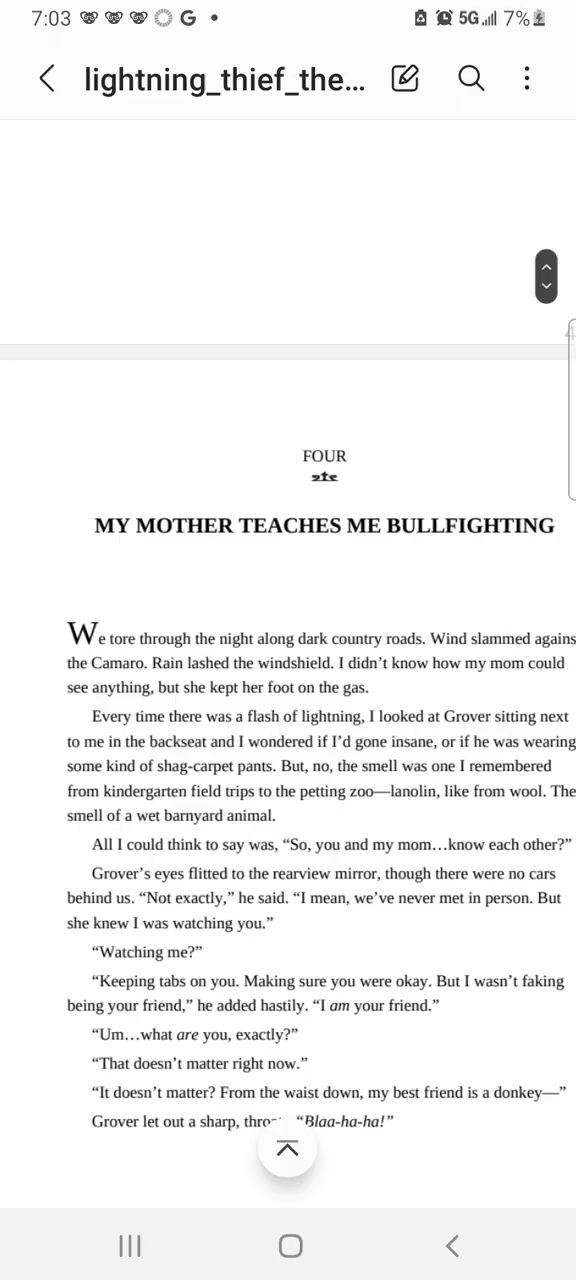 7:03 G • 5G 7%
lightning_thief_the...
4
FOUR
MY MOTHER TEACHES ME BULLFIGHTING
We tore through the night along dark country roads. Wind slammed agains
the Camaro. Rain lashed the windshield. I didn’t know how my mom could
see anything, but she kept her foot on the gas.
Every time there was a flash of lightning, I looked at Grover sitting next
to me in the backseat and I wondered if I’d gone insane, or if he was wearing
some kind of shag-carpet pants. But, no, the smell was one I remembered
from kindergarten field trips to the petting zoo—lanolin, like from wool. The
smell of a wet barnyard animal.
All I could think to say was, “So, you and my mom…know each other?”
Grover’s eyes flitted to the rearview mirror, though there were no cars
behind us. “Not exactly,” he said. “I mean, we’ve never met in person. But
she knew I was watching you.”
“Watching me?”
“Keeping tabs on you. Making sure you were okay. But I wasn’t faking
being your friend,” he added hastily. “I am your friend.”
“Um…what are you, exactly?”
“That doesn’t matter right now.”
“It doesn’t matter? From the waist down, my best friend is a donkey—”
Grover let out a sharp, “Blaa-ha-ha!”